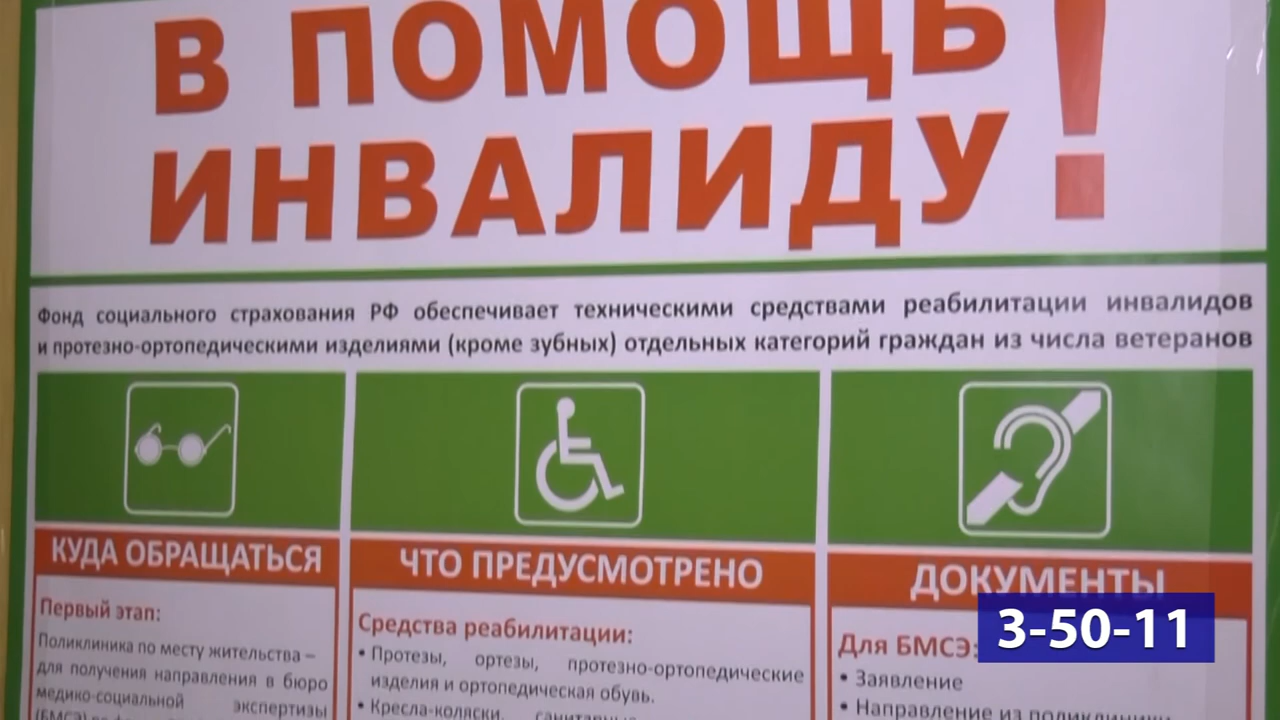 В ПОМОЩЬ
ИНВАЛИДУ!
Фонд социального страхования РФ обеспечивает техническими средствами реабилитации инвалидов
и протезно-ортопедическими изделиями (кроме зубных) отдельных категорий граждан из числа ветеранов
КУДА ОБРАЩАТЬСЯ
Первый этап:
Поликлиника по месту жительства –
для получения направления в бюро
медико-социальной экспертизы
(БМСЭ)
ЧТО ПРЕДУСМОТРЕНО
Средства реабилитации:
• Протезы, ортезы, протезно-ортопедические
изделия и ортопедическая обувь.
• Кресла-коляски, санитарные
ДОКУМЕНТЫ
Для БМСЭ:
• Заявление
• Направление из поликлиники
3-50-11